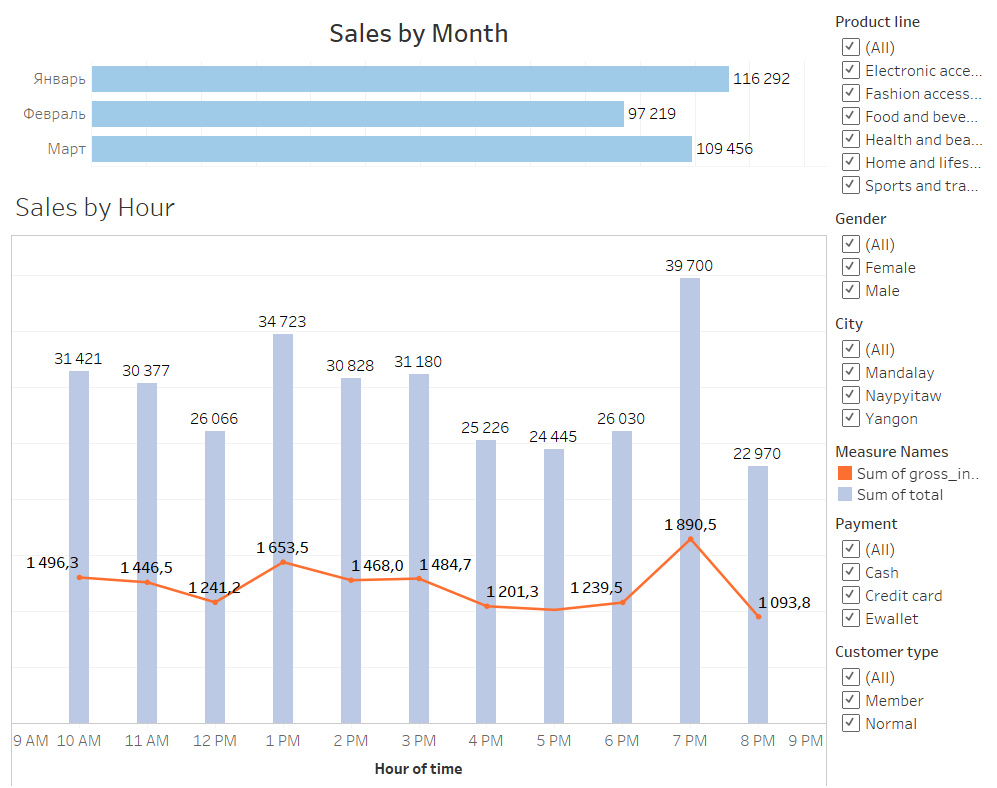 Sales by Month
Январь 116 292
Февраль 97 219
Март 109 456
Sales by Hour
39 700
34 723
31 421 30 377 30 828 31 180
26 066 25 226 24 445 26 030
22 970
1 496,3 1 446,5 1 241,2 1 653,5 1 468,0 1 484,7 1 201,3 1 239,5 1 890,5 1 093,8
9 AM 10 AM 11 AM 12 PM 1 PM 2 PM 3 PM 4 PM 5 PM 6 PM 7 PM 8 PM 9 PM
Hour of time
Product line
(All)
Electronic acce...
Fashion access...
Food and beve...
Health and bea...
Home and lifes...
Sports and tra...
Gender
(All)
Female
Male
City
(All)
Mandalay
Naypyitaw
Yangon
Measure Names
Sum of gross_in..
Sum of total
Payment
(All)
Cash
Credit card
Ewallet
Customer type
(All)
Member
Normal